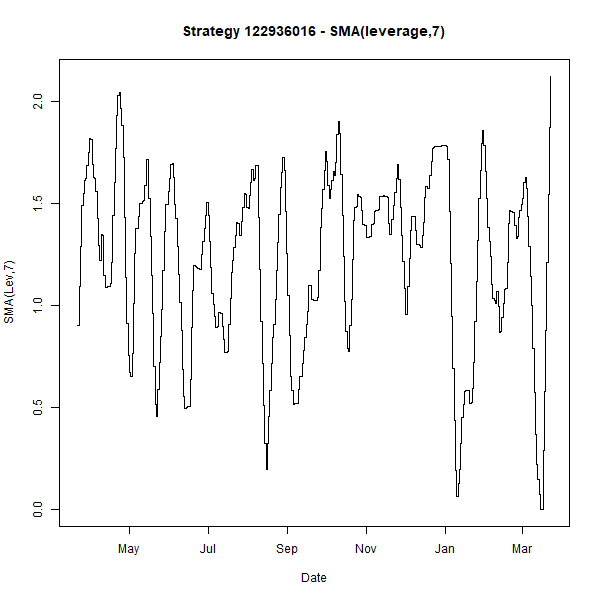 Strategy 122936016 - SMA(leverage,7)
SMA(Lev,7)
2.0
1.5
1.0
0.5
0.0
May Jul Sep Nov Jan Mar
Date